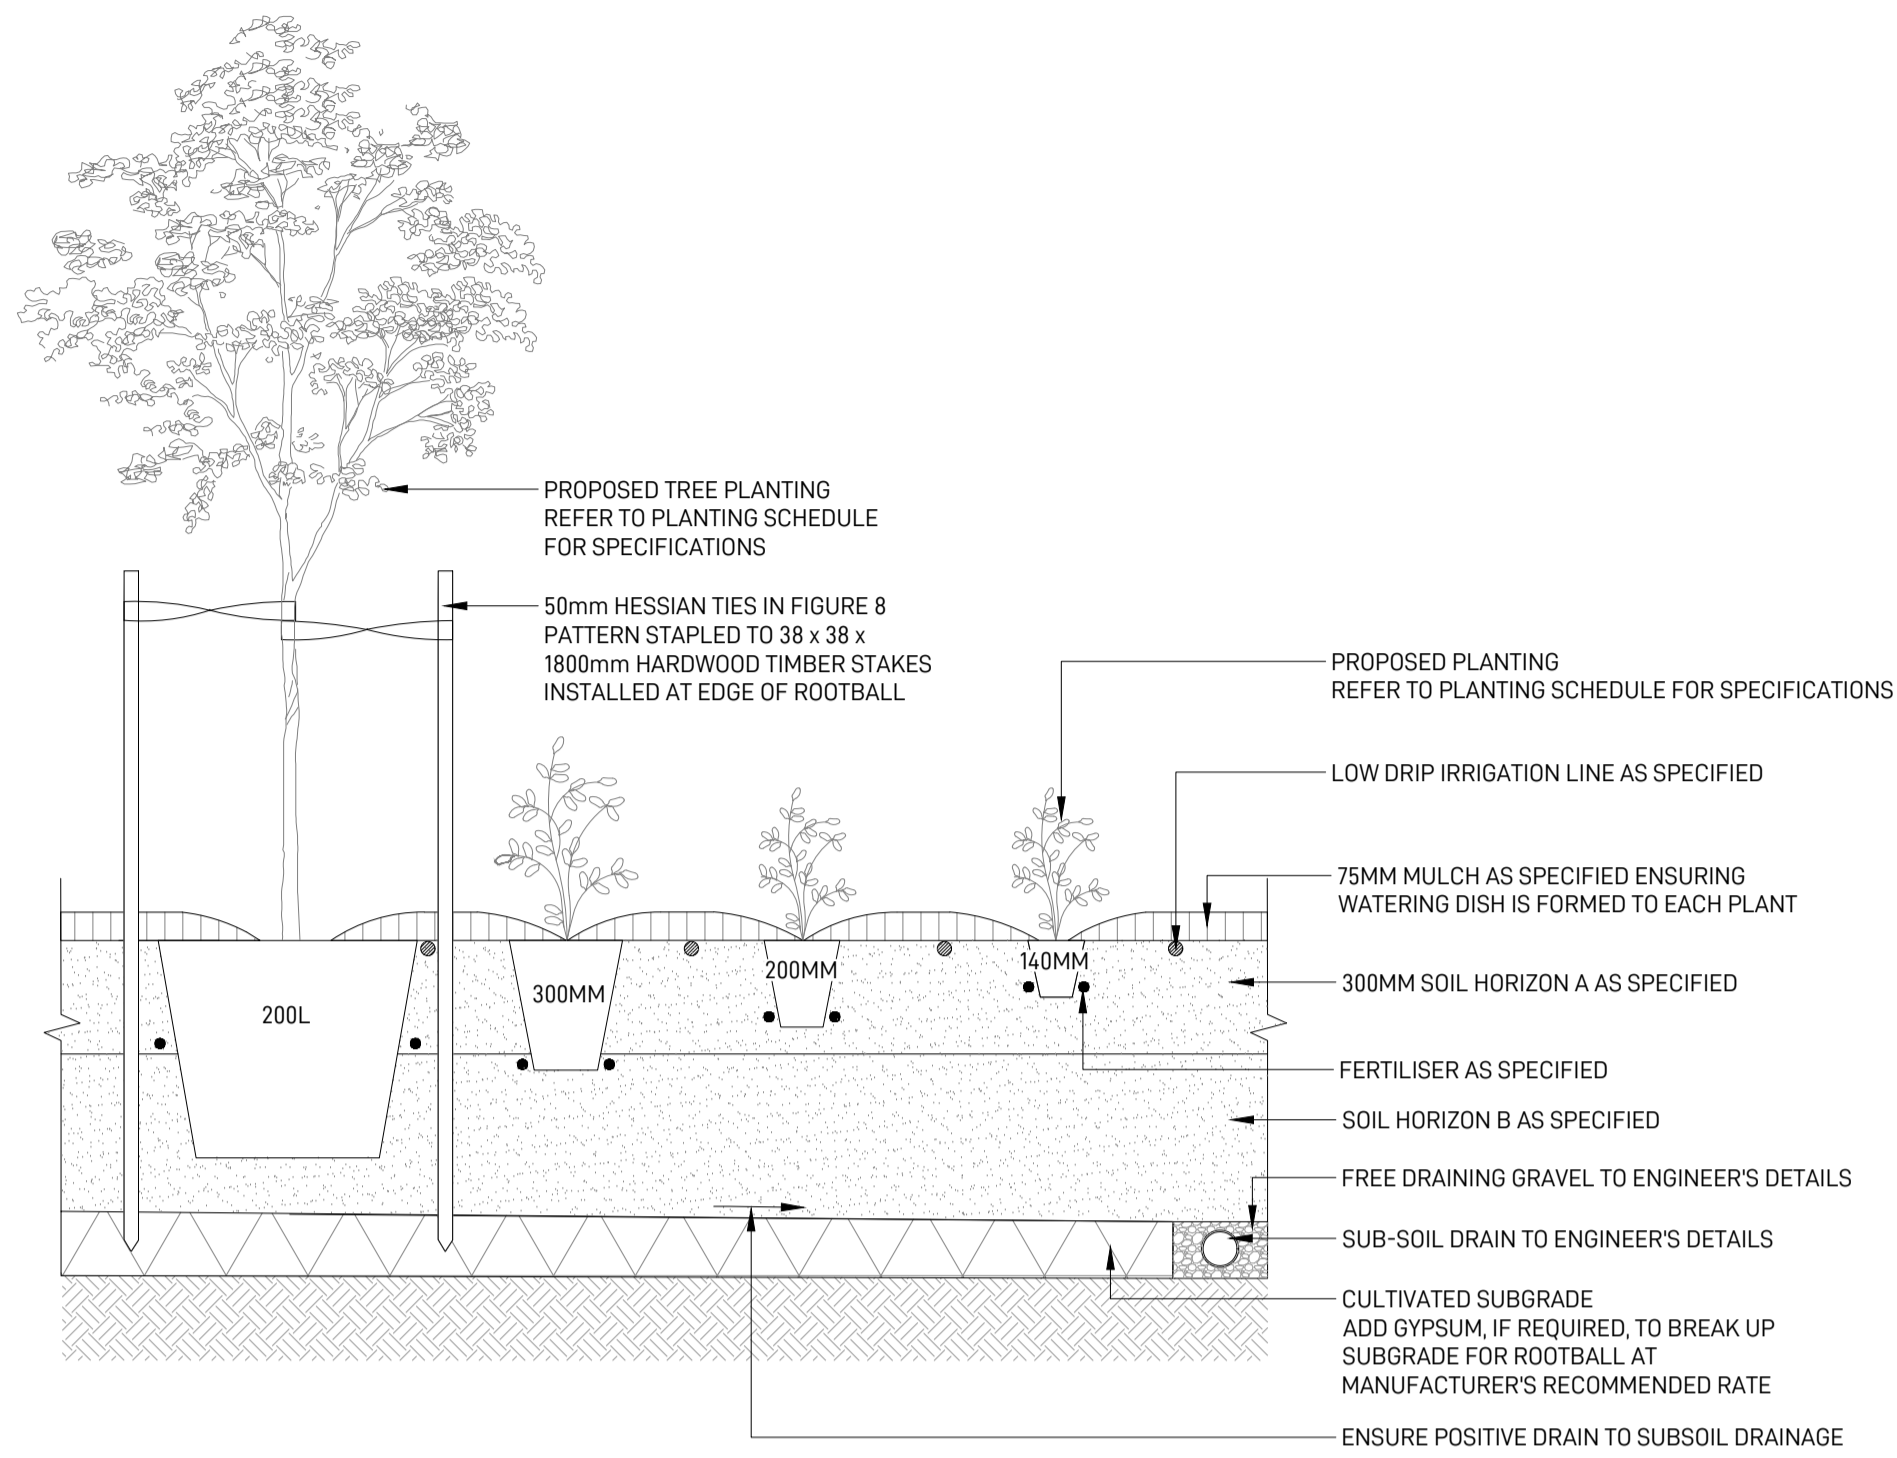 PROPOSED TREE PLANTING
REFER TO PLANTING SCHEDULE
FOR SPECIFICATIONS
50mm HESSIAN TIES IN FIGURE 8
PATTERN STAPLED TO 38 x 38 x
1800mm HARDWOOD TIMBER STAKES
INSTALLED AT EDGE OF ROOTBALL
PROPOSED PLANTING
REFER TO PLANTING SCHEDULE FOR SPECIFICATIONS
LOW DRIP IRRIGATION LINE AS SPECIFIED
75MM MULCH AS SPECIFIED ENSURING
WATERING DISH IS FORMED TO EACH PLANT
200L
300MM
200MM
140MM
300MM SOIL HORIZON A AS SPECIFIED
FERTILISER AS SPECIFIED
SOIL HORIZON B AS SPECIFIED
FREE DRAINING GRAVEL TO ENGINEER'S DETAILS
SUB-SOIL DRAIN TO ENGINEER'S DETAILS
CULTIVATED SUBGRADE
ADD GYPSUM, IF REQUIRED, TO BREAK UP
SUBGRADE FOR ROOTBALL AT
MANUFACTURER'S RECOMMENDED RATE
ENSURE POSITIVE DRAIN TO SUBSOIL DRAINAGE